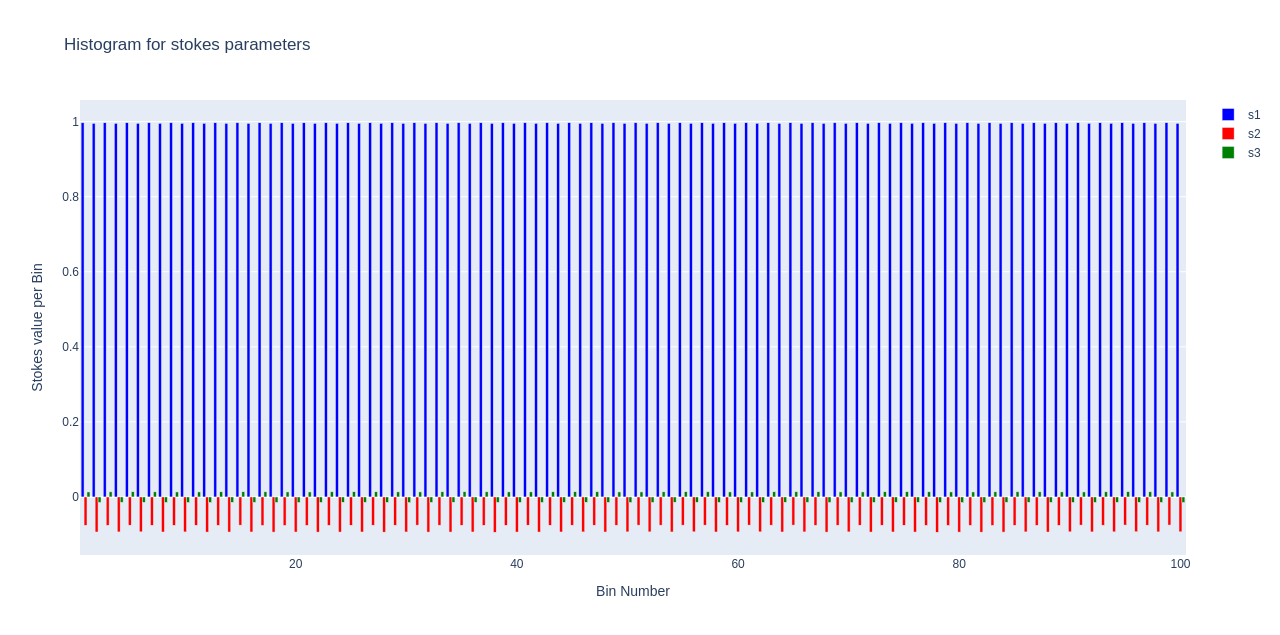 Histogram for stokes parameters
s1
s2
s3
Stokes value per Bin
1
0.8
0.6
0.4
0.2
0
20
40
60
80
100
Bin Number